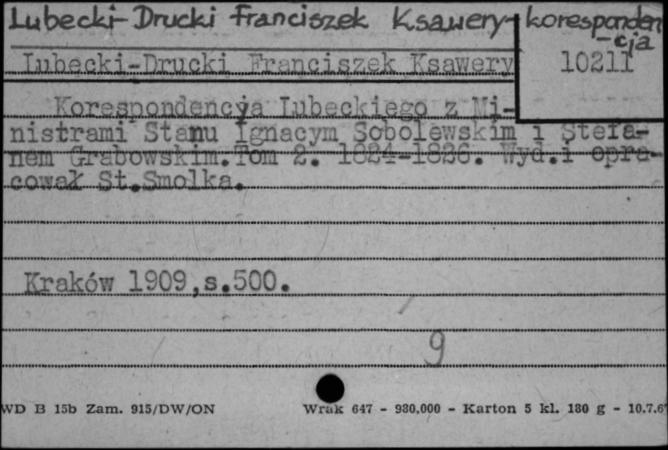 Lubecki-Drucki Franciszek Ksawery-korespondencja
Lubecki-Drucki Franciszek Ksawery
10211
Korespondencya Lubeckiego z Mi-
nistrami Stanu Ignacym Sobolewskim i Stefa-
nem Grabowskim.Tom 2. 1824-1826. Wyd.i opra-
cował St.Smolka.
Kraków 1909,s.500.
9
WD B 15b Zam. 915/DW/ON Wrak 647 - 980,000 - Karton 5 kl. 180 g - 10.7.6